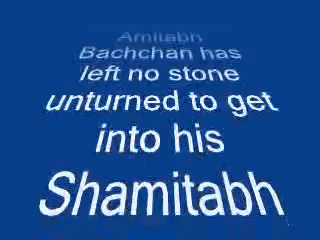 Amitabh
Bachchan has
left no stone
unturned to get
into his
Shamitabh